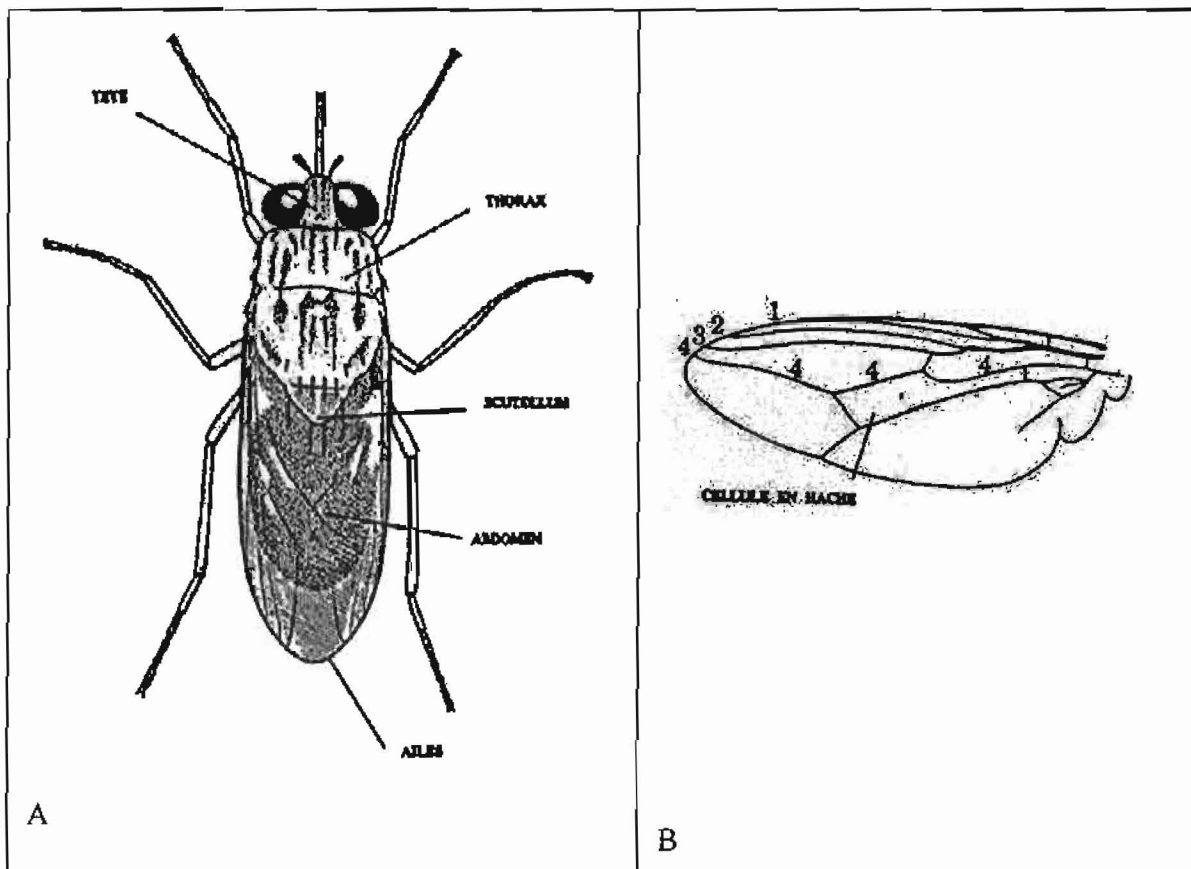 TETE
THORAX
SCUTELLUM
ABDOMEN
AILES
A
1
2
3
4
4
4
4
CELLULE EN HACHE
B